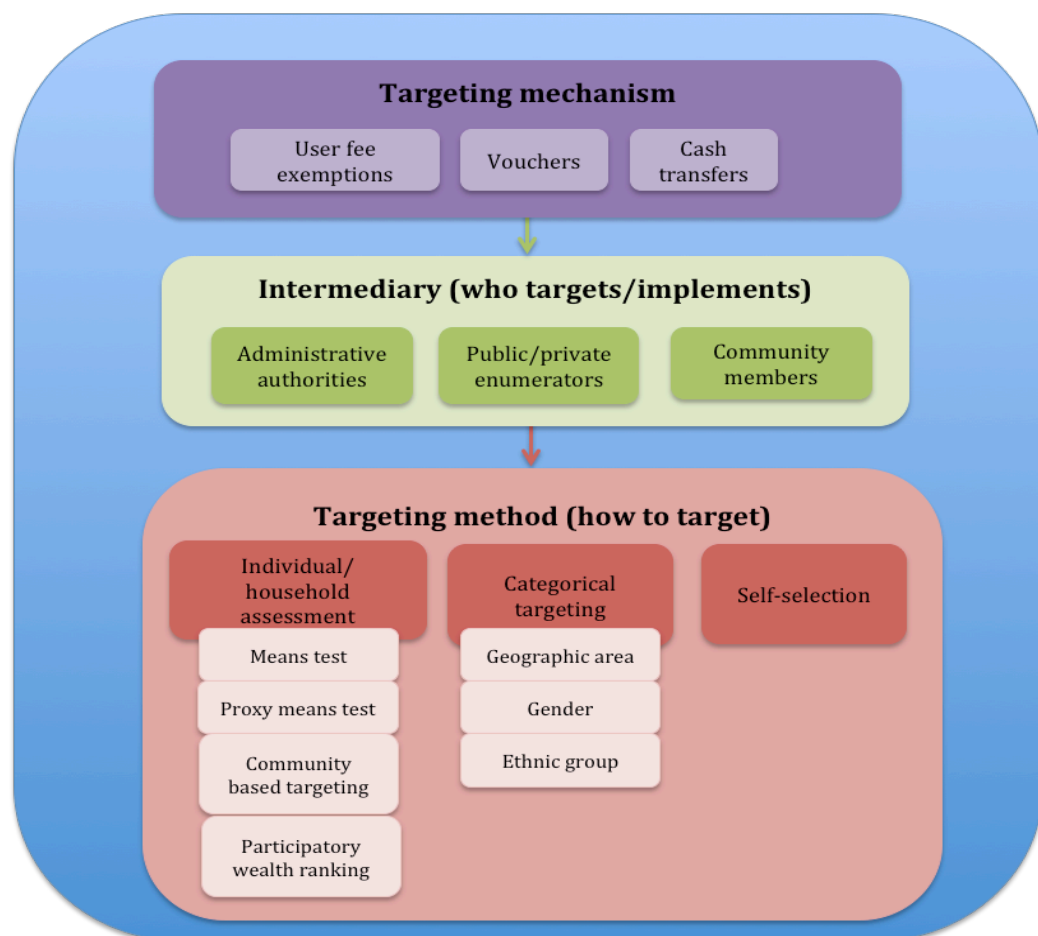 Targeting mechanism
User fee
exemptions
Vouchers
Cash
transfers
Intermediary (who targets/implements)
Administrative
authorities
Public/private
enumerators
Community
members
Targeting method (how to target)
Individual/
household
assessment
Categorical
targeting
Self-selection
Means test
Proxy means test
Community
based targeting
Participatory
wealth ranking
Geographic area
Gender
Ethnic group